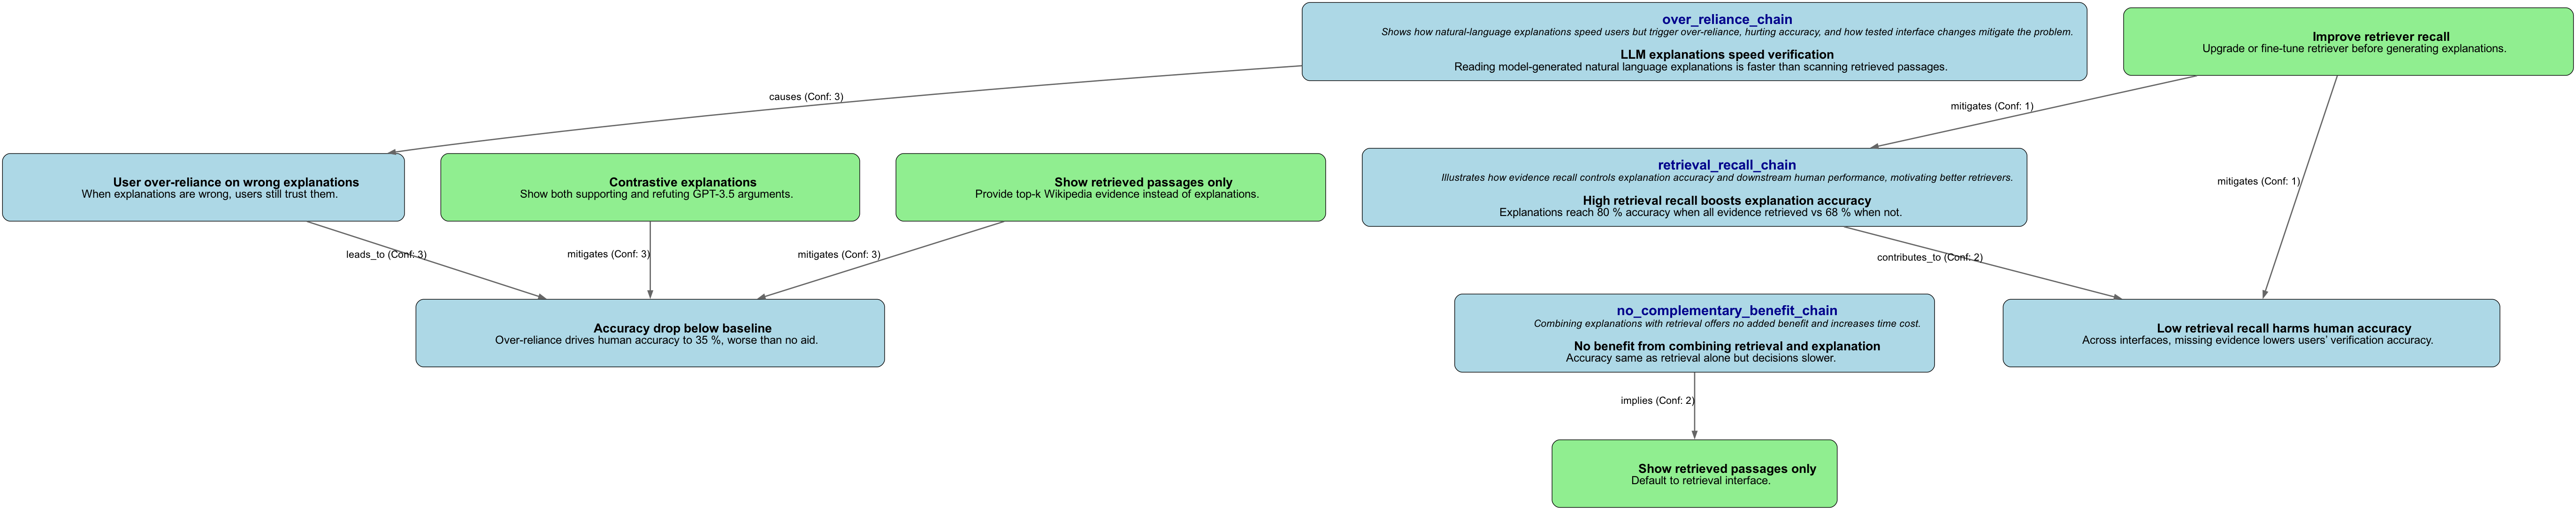 over_reliance_chain
Shows how natural-language explanations speed users but trigger over-reliance, hurting accuracy, and how tested interface changes mitigate the problem.
LLM explanations speed verification
Reading model-generated natural language explanations is faster than scanning retrieved passages.
Improve retriever recall
Upgrade or fine-tune retriever before generating explanations.
causes (Conf: 3)
mitigates (Conf: 1)
User over-reliance on wrong explanations
When explanations are wrong, users still trust them.
Contrastive explanations
Show both supporting and refuting GPT-3.5 arguments.
Show retrieved passages only
Provide top-k Wikipedia evidence instead of explanations.
retrieval_recall_chain
Illustrates how evidence recall controls explanation accuracy and downstream human performance, motivating better retrievers.
High retrieval recall boosts explanation accuracy
Explanations reach 80 % accuracy when all evidence retrieved vs 68 % when not.
mitigates (Conf: 1)
leads_to (Conf: 3)
mitigates (Conf: 3)
mitigates (Conf: 3)
contributes_to (Conf: 2)
Accuracy drop below baseline
Over-reliance drives human accuracy to 35 %, worse than no aid.
no_complementary_benefit_chain
Combining explanations with retrieval offers no added benefit and increases time cost.
No benefit from combining retrieval and explanation
Accuracy same as retrieval alone but decisions slower.
Low retrieval recall harms human accuracy
Across interfaces, missing evidence lowers users’ verification accuracy.
implies (Conf: 2)
Show retrieved passages only
Default to retrieval interface.